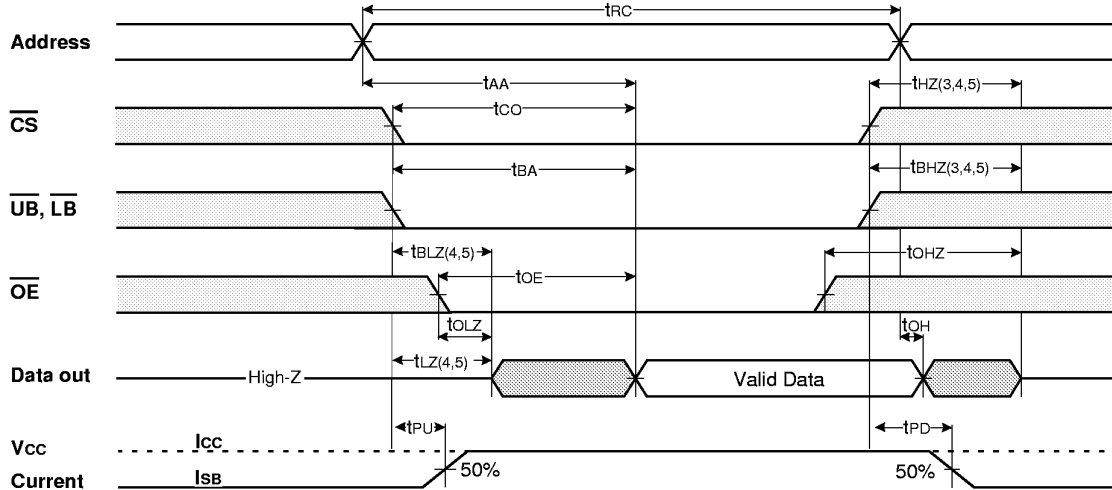 tRC
Address
tAA
tHZ(3,4,5)
tCO
CS
tBA
tBHZ(3,4,5)
UB, LB
tBLZ(4,5)
tOHZ
tOE
OE
tOLZ
tOH
tLZ(4,5)
Data out
High-Z
Valid Data
tPU
tPD
VCC
ICC
50%
50%
Current
ISB